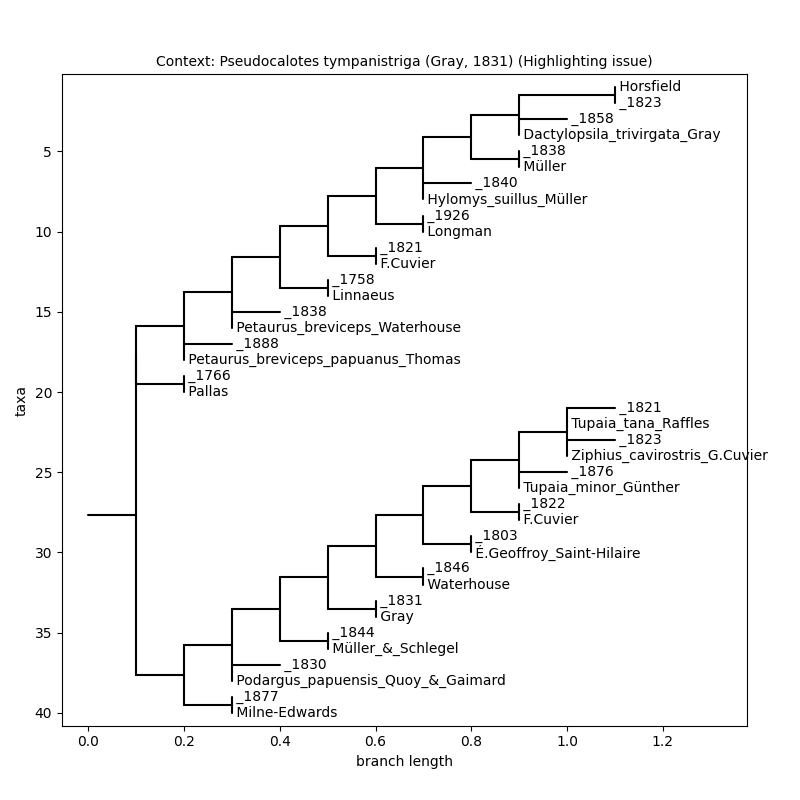 Context: Pseudocalotes tympanistriga (Gray, 1831) (Highlighting issue)
Horsfield
_1823
_1858
Dactylopsila_trivirgata_Gray
_1838
Müller
_1840
Hylomys_suillus_Müller
_1926
Longman
_1821
F.Cuvier
_1758
Linnaeus
_1838
Petaurus_breviceps_Waterhouse
_1888
Petaurus_breviceps_papuanus_Thomas
_1766
Pallas
_1821
Tupaia_tana_Raffles
_1823
Ziphius_cavirostris_G.Cuvier
_1876
Tupaia_minor_Günther
_1822
F.Cuvier
_1803
É.Geoffroy_Saint-Hilaire
_1846
Waterhouse
_1831
Gray
_1844
Müller_&_Schlegel
_1830
Podargus_papuensis_Quoy_&_Gaimard
_1877
Milne-Edwards
5
10
15
20
25
30
35
40
taxa
0.0 0.2 0.4 0.6 0.8 1.0 1.2
branch length